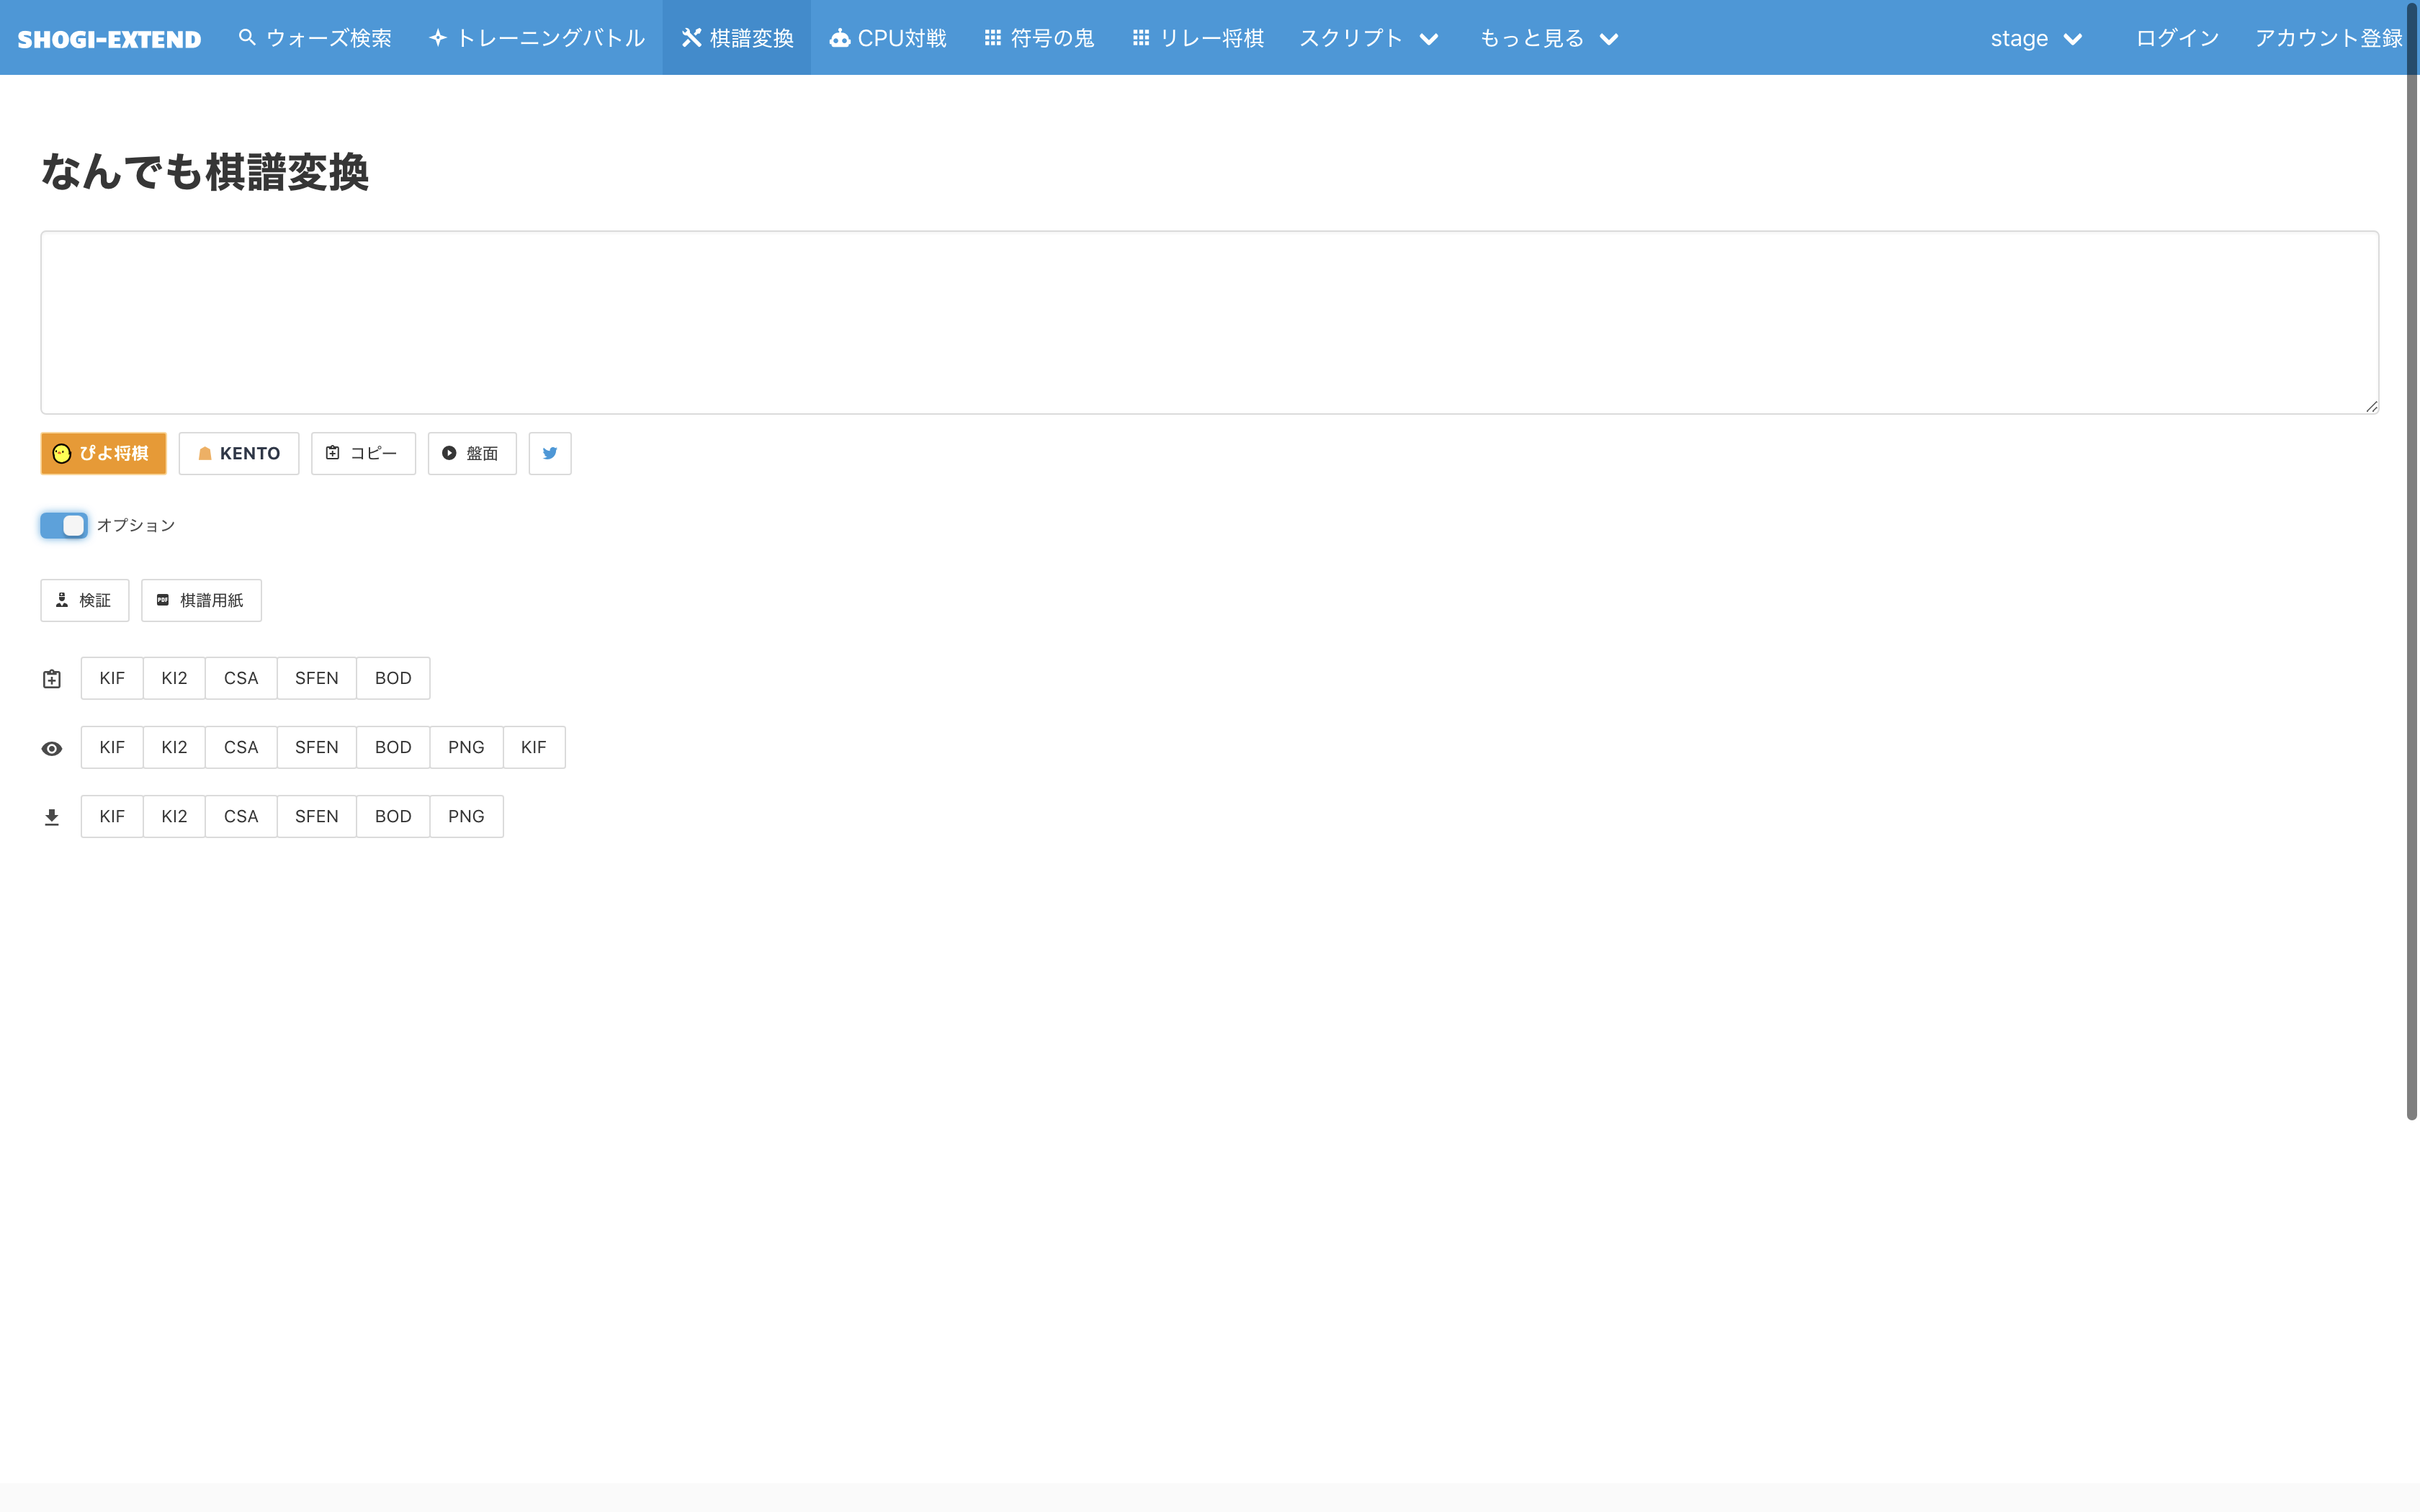 SHOGI-EXTEND ウォーズ検索 トレーニングバトル 棋譜変換 CPU対戦 符号の鬼 リレー将棋 スクリプト もっと見る stage ログイン アカウント登録
なんでも棋譜変換
ぴよ将棋 KENTO コピー 盤面
オプション
検証 PDF 棋譜用紙
KIF KI2 CSA SFEN BOD
KIF KI2 CSA SFEN BOD PNG KIF
KIF KI2 CSA SFEN BOD PNG